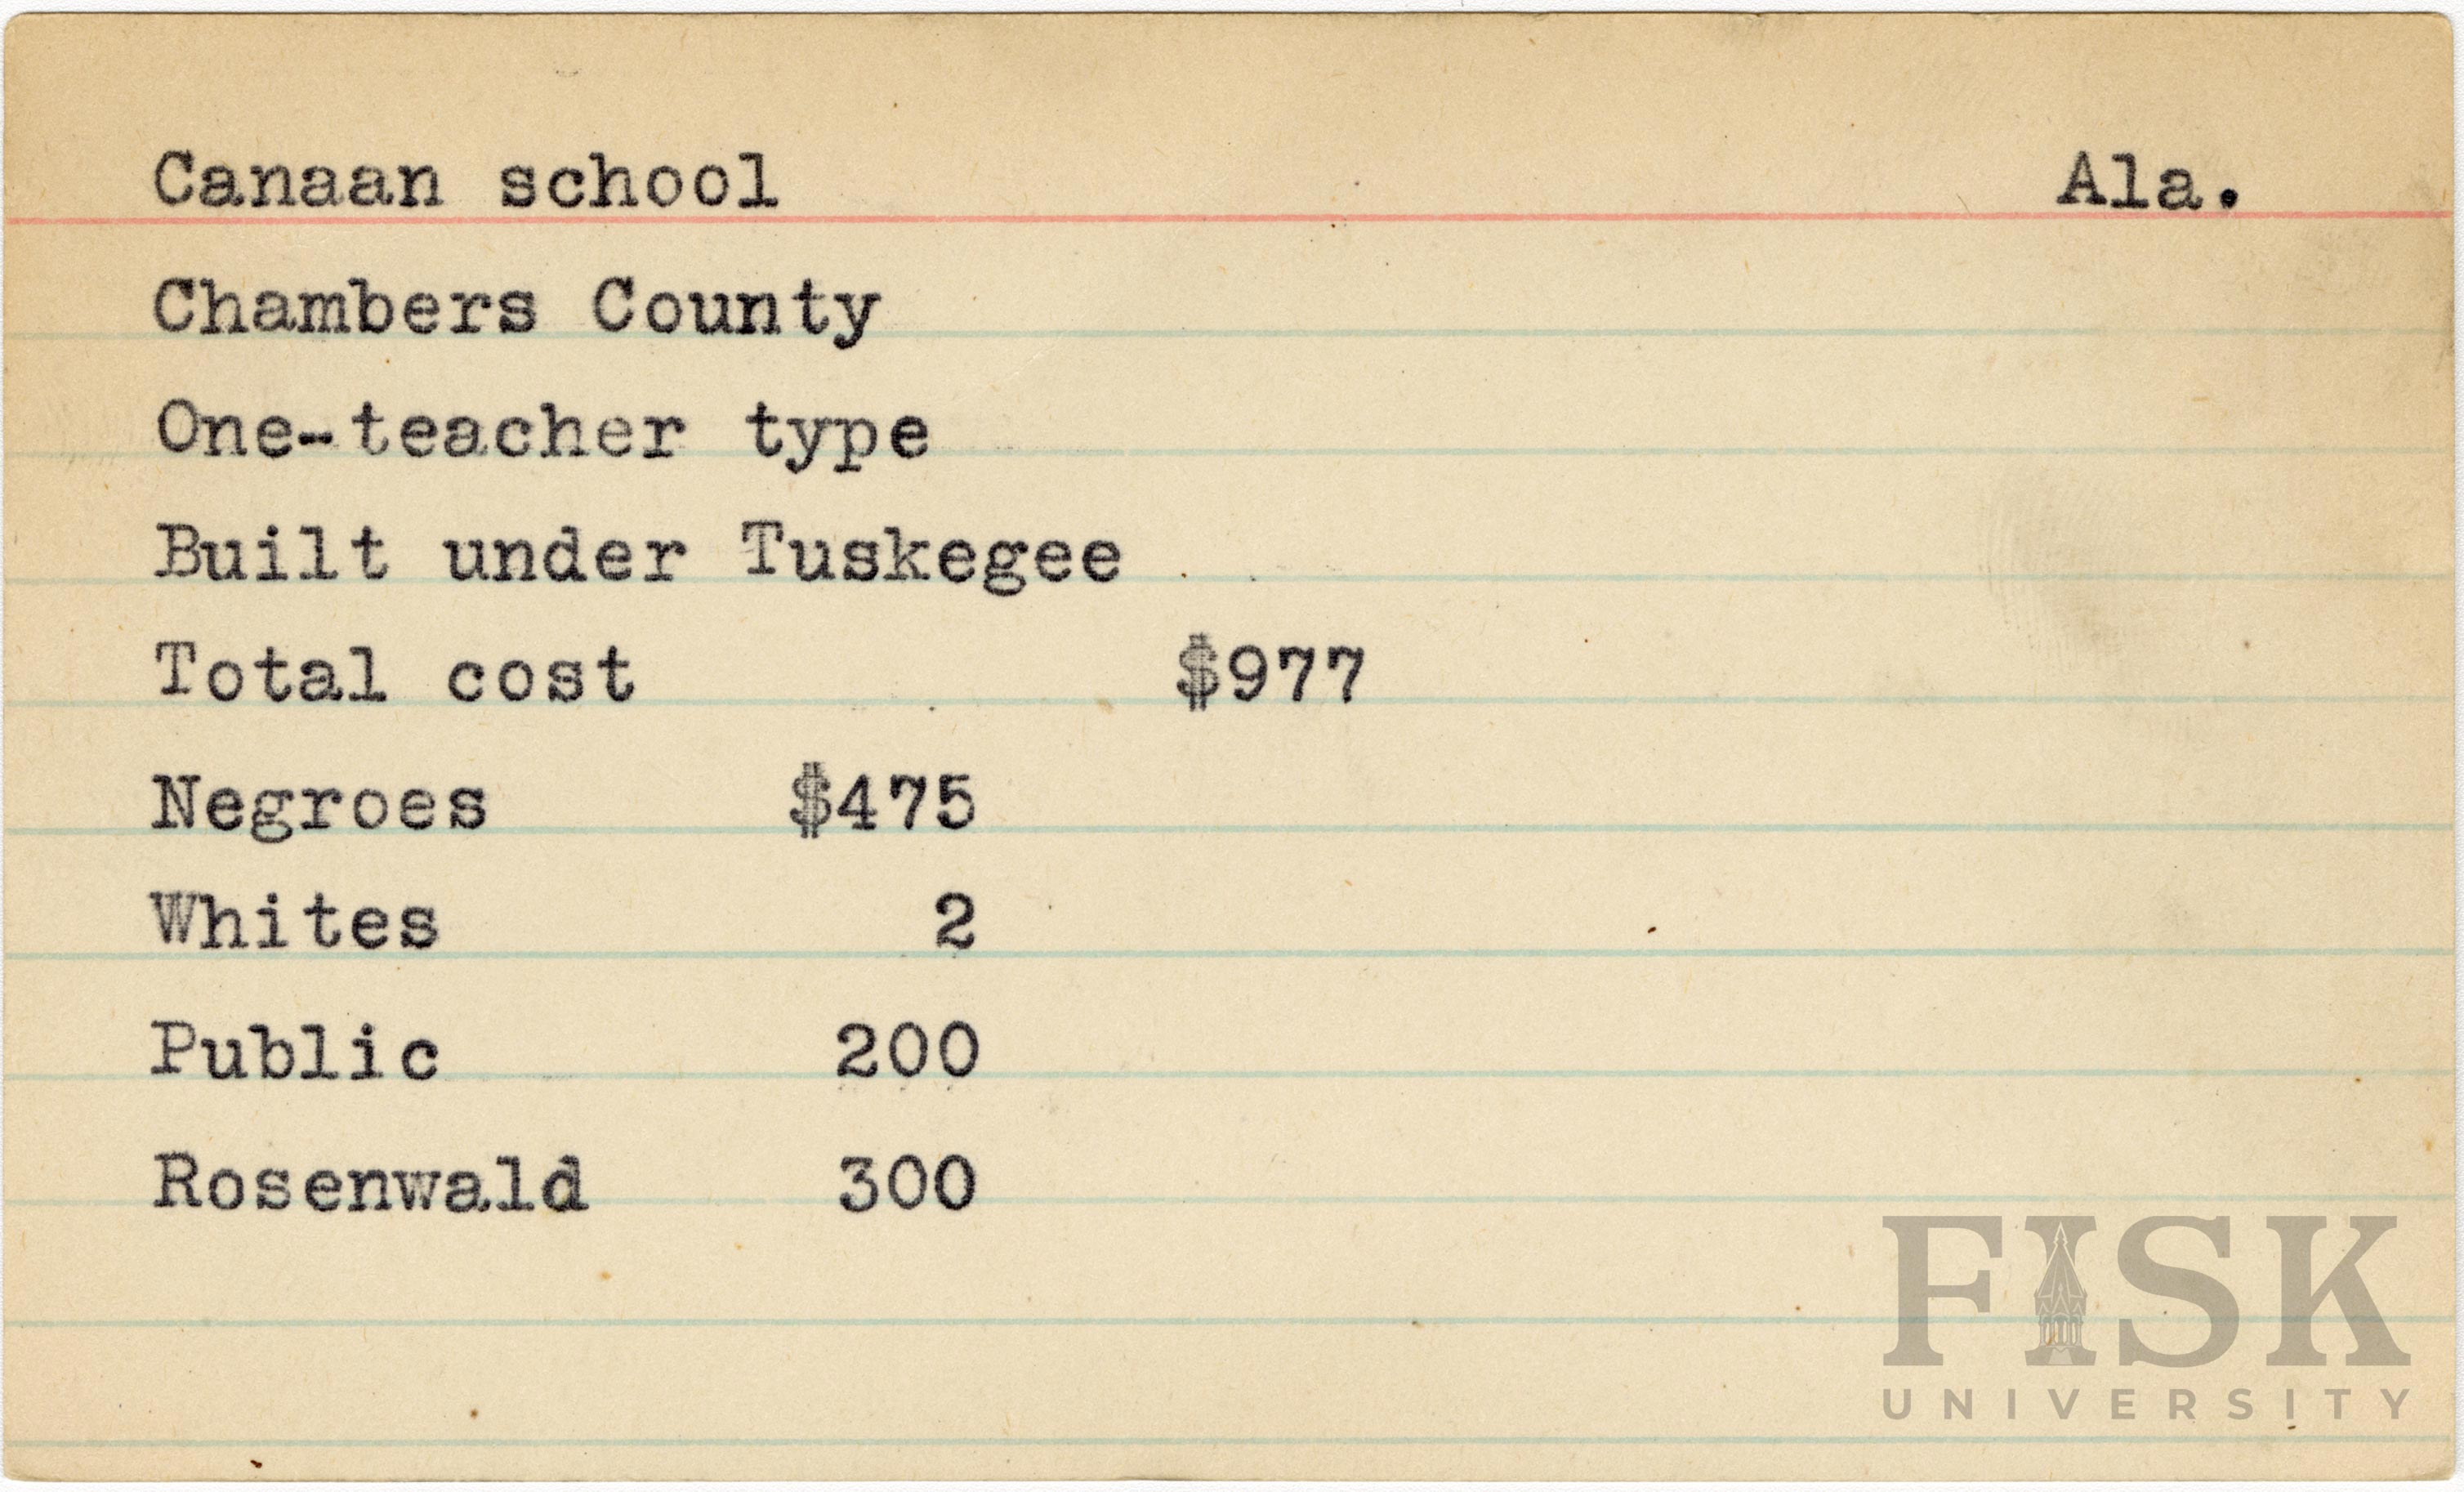 Canaan school Ala.
Chambers County
One-teacher type
Built under Tuskegee
Total cost $977
Negroes $475
Whites 2
Public 200
Rosenwald 300
FISK
UNIVERSITY